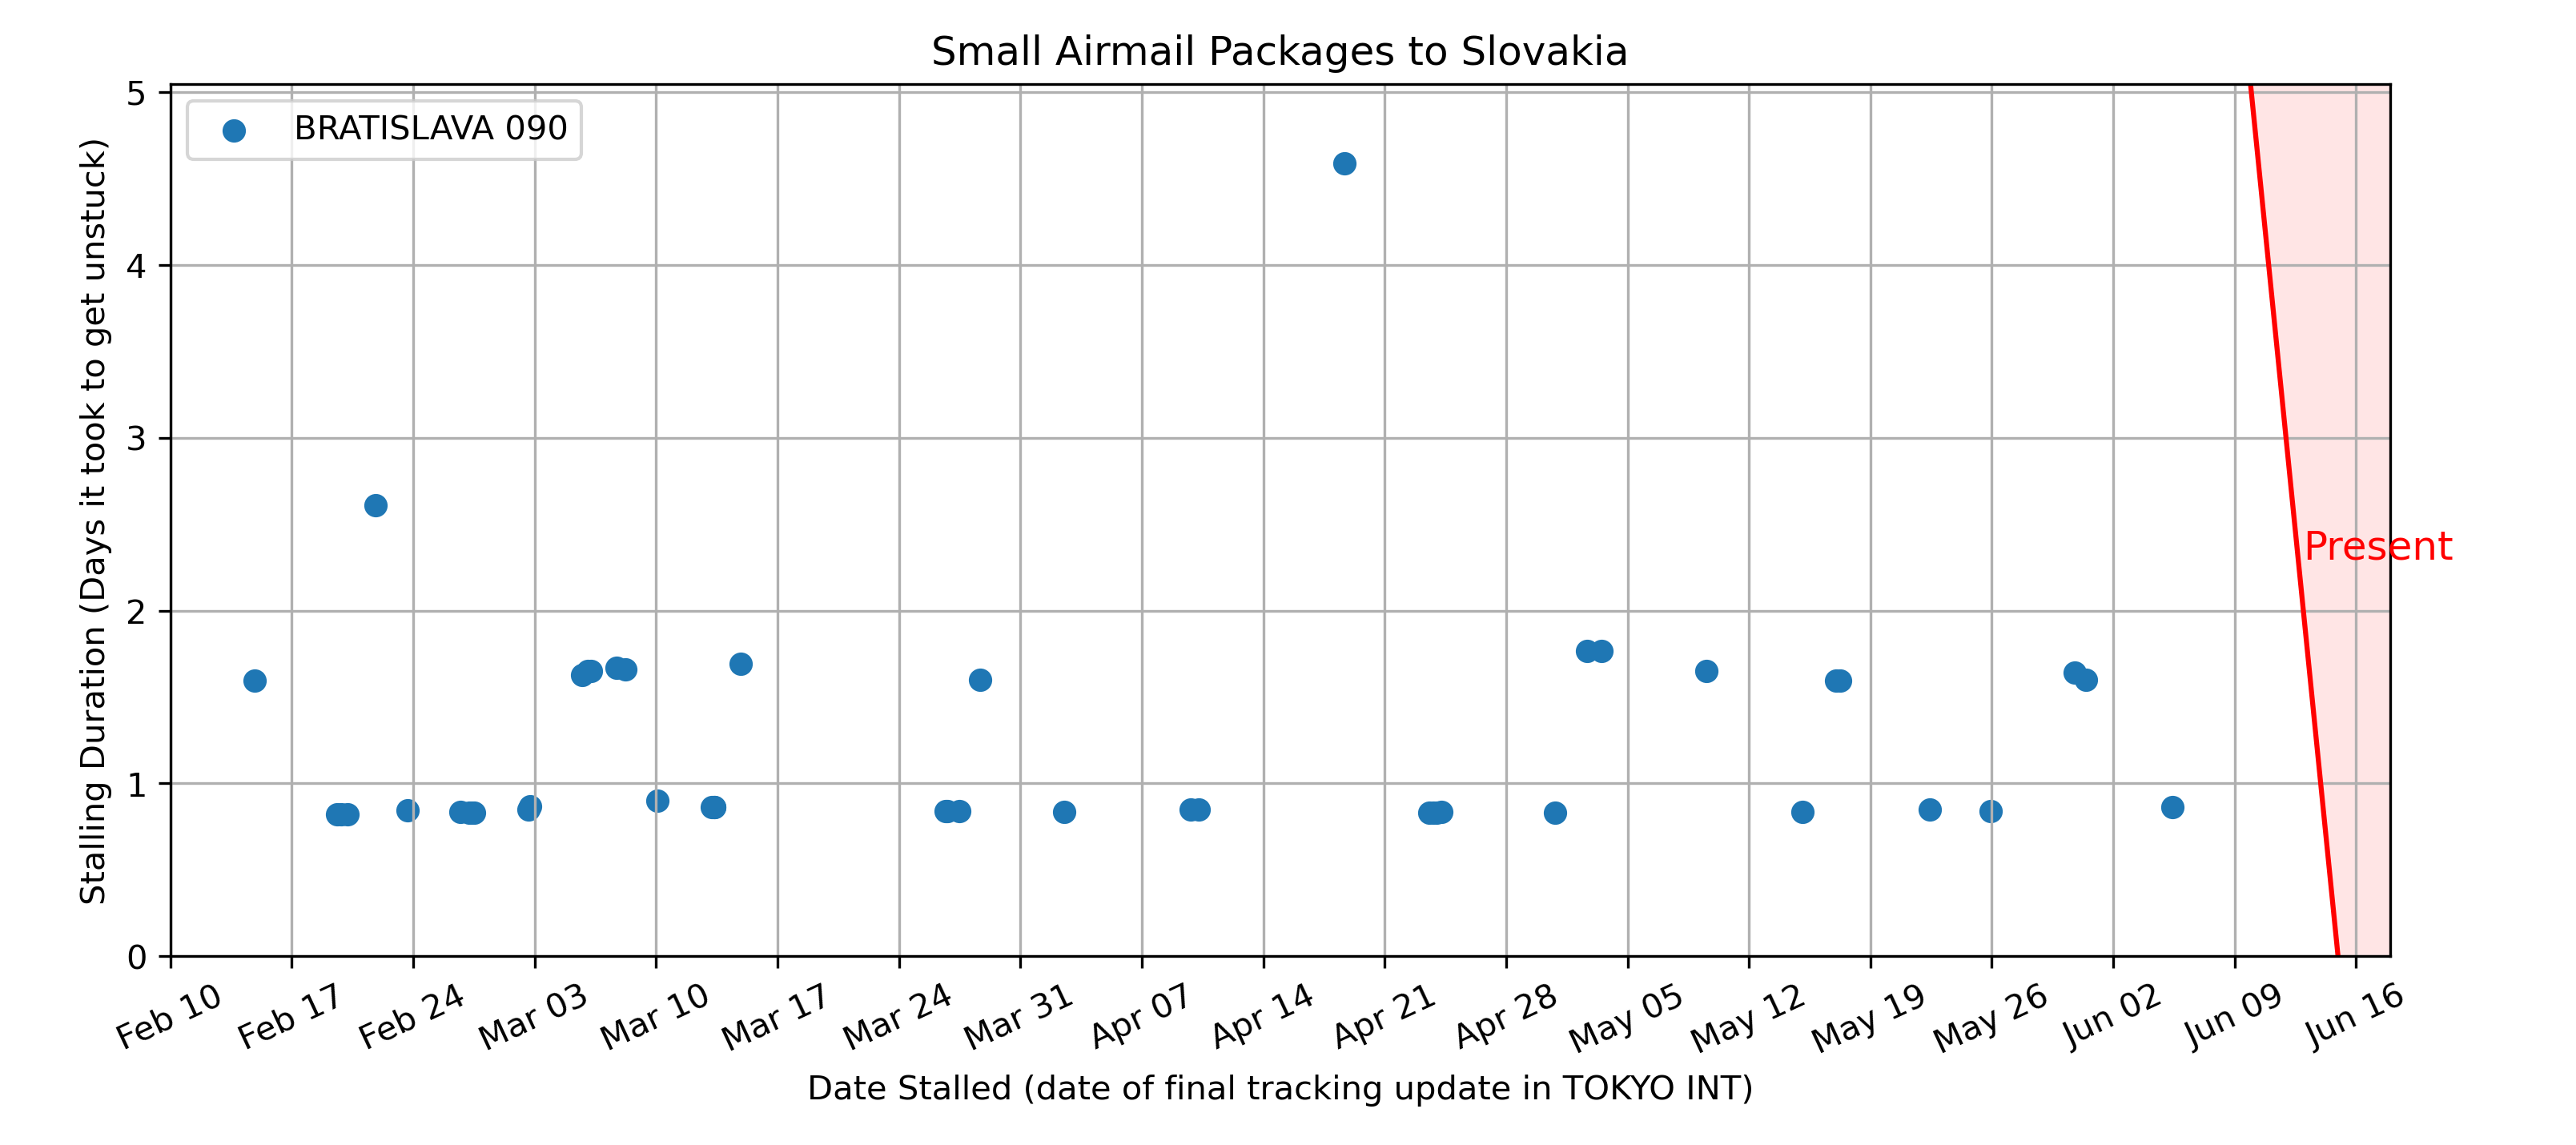 Small Airmail Packages to Slovakia
BRATISLAVA 090
Stalling Duration (Days it took to get unstuck)
5
4
3
2
1
0
Present
Feb 10
Feb 17
Feb 24
Mar 03
Mar 10
Mar 17
Mar 24
Mar 31
Apr 07
Apr 14
Apr 21
Apr 28
May 05
May 12
May 19
May 26
Jun 02
Jun 09
Jun 16
Date Stalled (date of final tracking update in TOKYO INT)